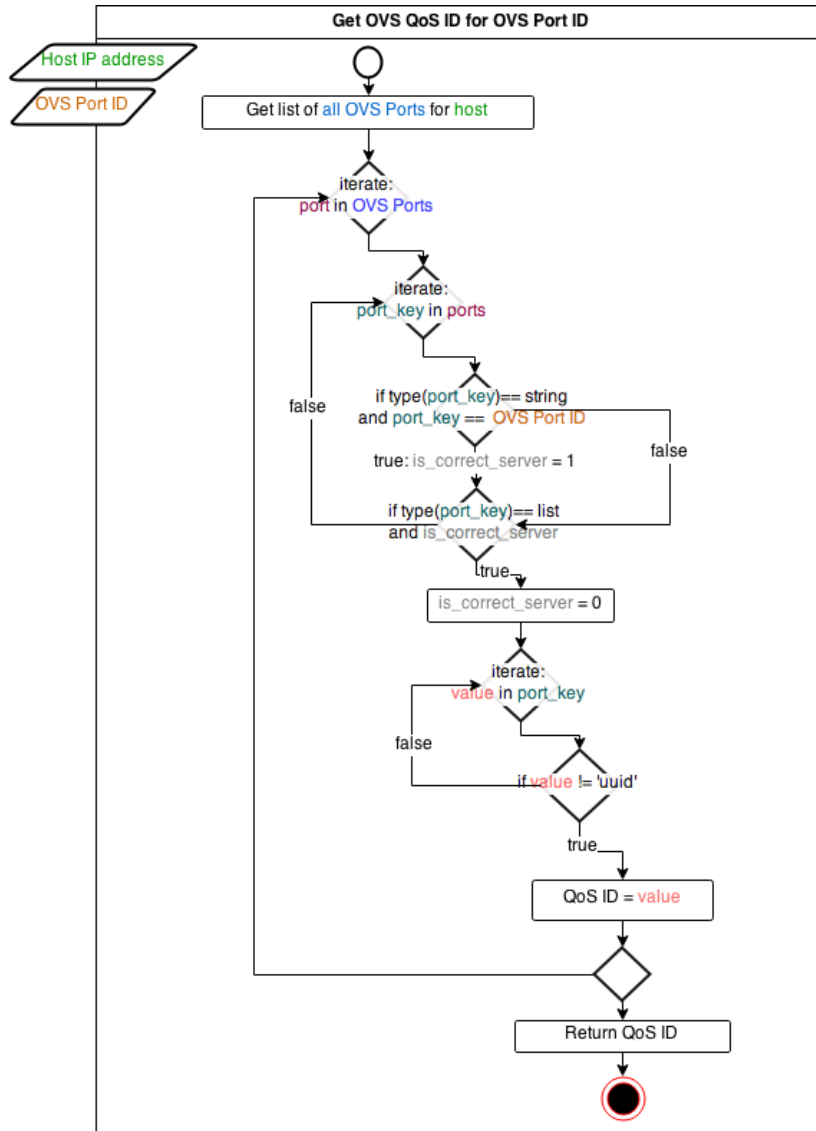 Get OVS QoS ID for OVS Port ID
Host IP address
OVS Port ID
Get list of all OVS Ports for host
iterate:
port in OVS Ports
iterate:
port_key in ports
if type(port_key)== string
and port_key == OVS Port ID
false
false
true: is_correct_server = 1
if type(port_key)== list
and is_correct_server
true
is_correct_server = 0
iterate:
value in port_key
false
if value != 'uuid'
true
QoS ID = value
Return QoS ID